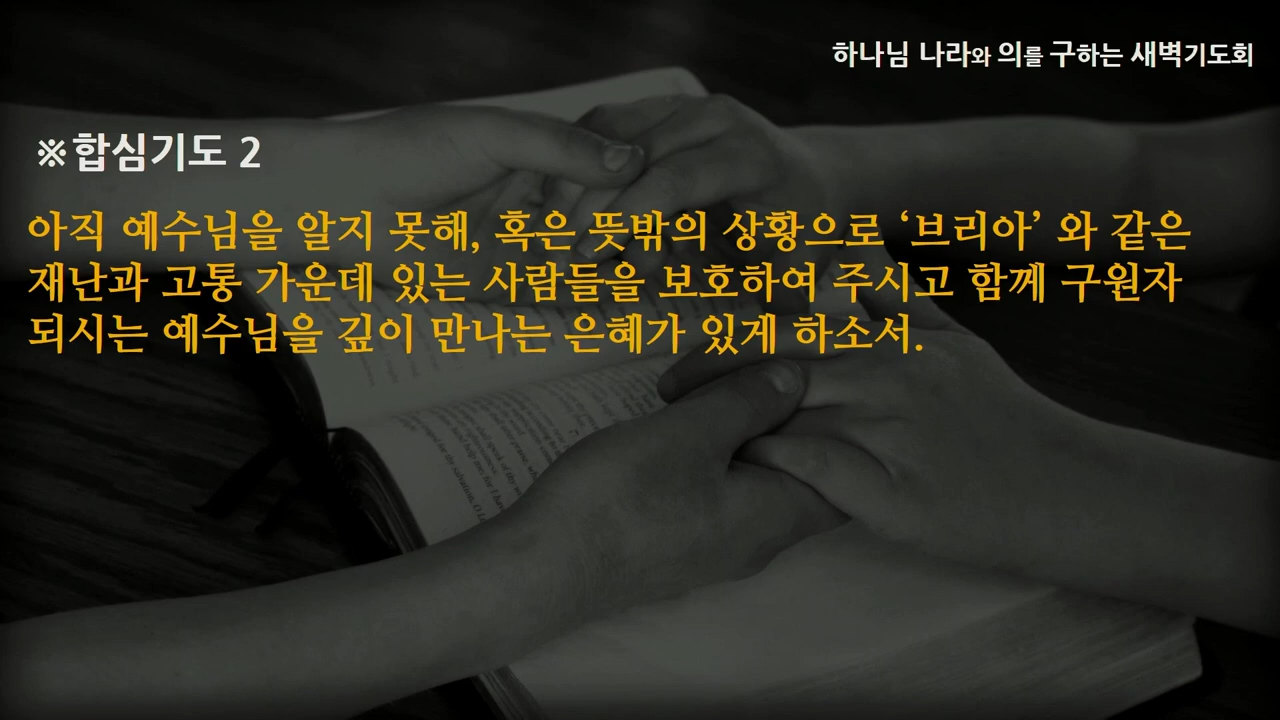 하나님 나라와 의를 구하는 새벽기도회
※합심기도 2
아직 예수님을 알지 못해, 혹은 뜻밖의 상황으로 ‘브리아’ 와 같은
재난과 고통 가운데 있는 사람들을 보호하여 주시고 함께 구원자
되시는 예수님을 깊이 만나는 은혜가 있게 하소서.